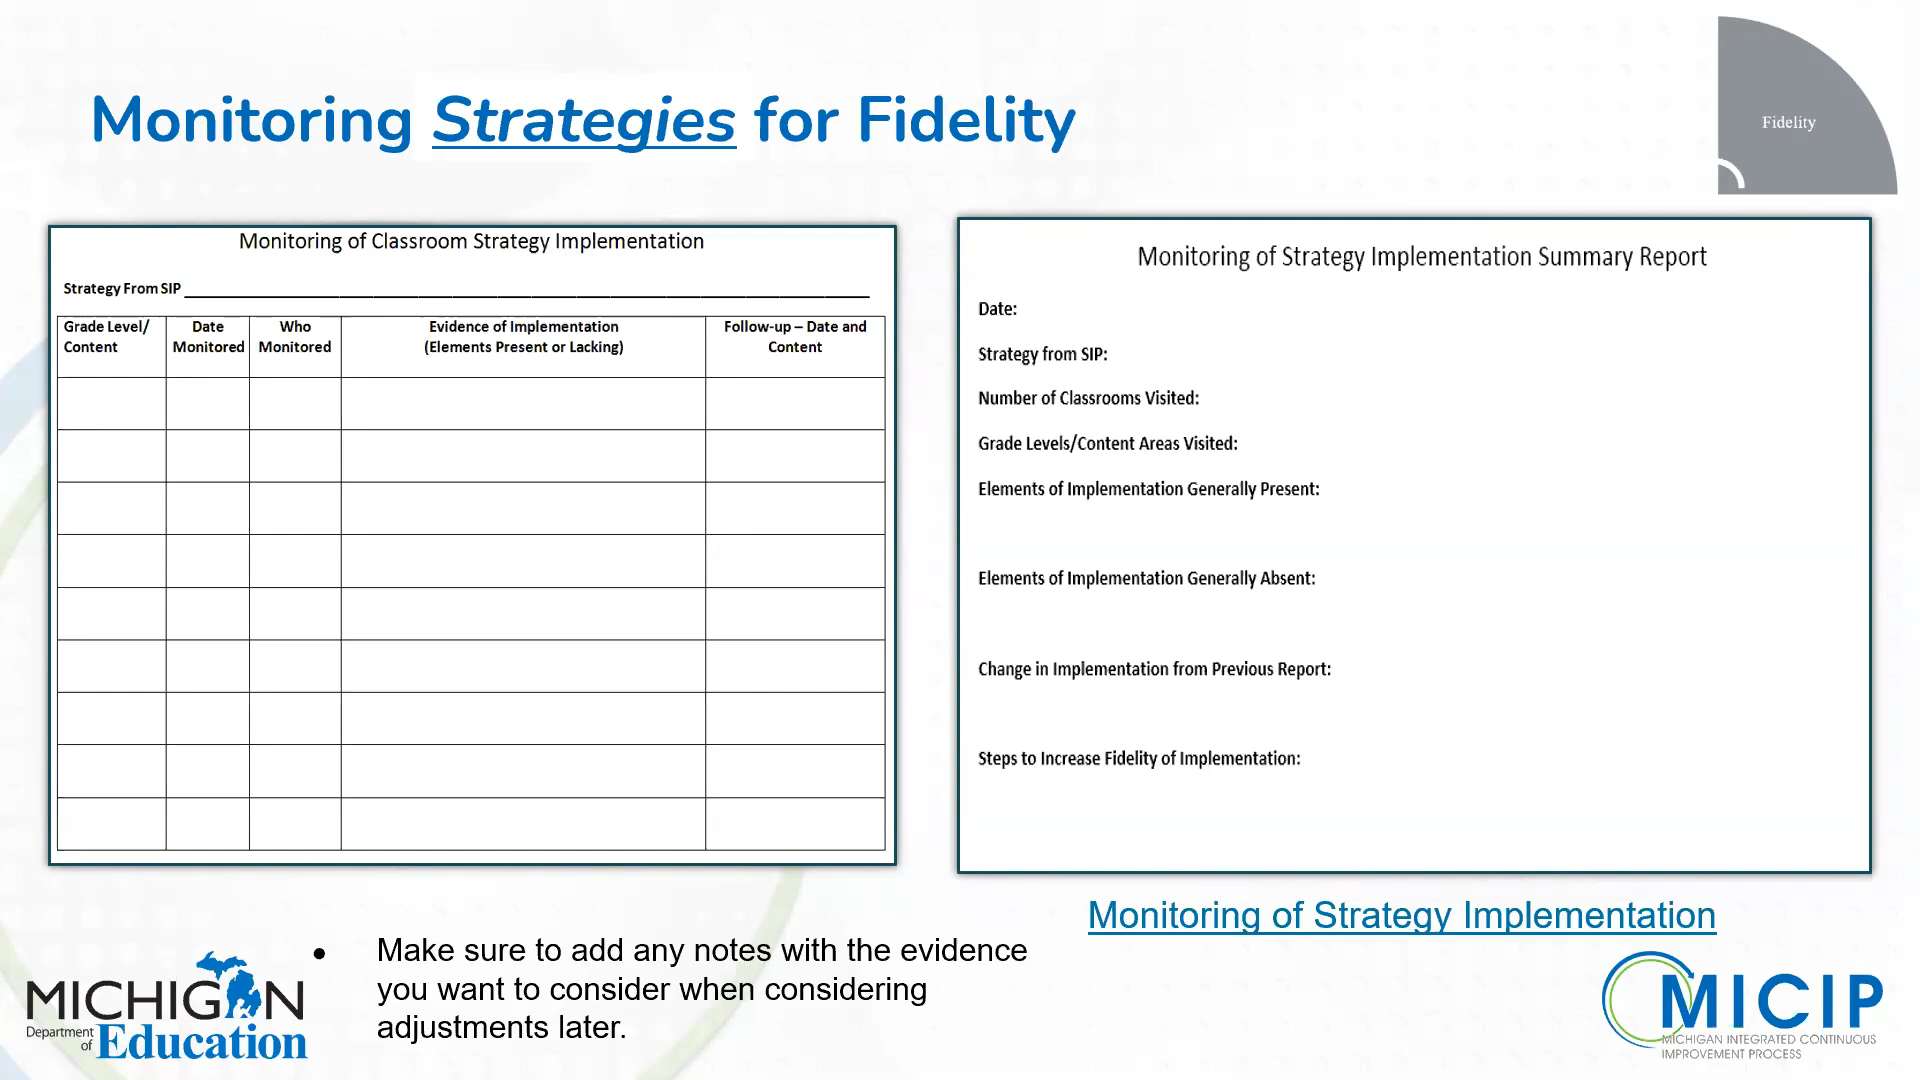 Monitoring Strategies for Fidelity
Fidelity
Monitoring of Classroom Strategy Implementation
Strategy From SIP
Grade Level/
Content
Date
Monitored
Who
Monitored
Evidence of Implementation
(Elements Present or Lacking)
Follow-up – Date and
Content
Monitoring of Strategy Implementation Summary Report
Date:
Strategy from SIP:
Number of Classrooms Visited:
Grade Levels/Content Areas Visited:
Elements of Implementation Generally Present:
Elements of Implementation Generally Absent:
Change in Implementation from Previous Report:
Steps to Increase Fidelity of Implementation:
Monitoring of Strategy Implementation
● Make sure to add any notes with the evidence
you want to consider when considering
adjustments later.
MICHIGAN
Department
of Education
MICIP
MICHIGAN INTEGRATED CONTINUOUS
IMPROVEMENT PROCESS